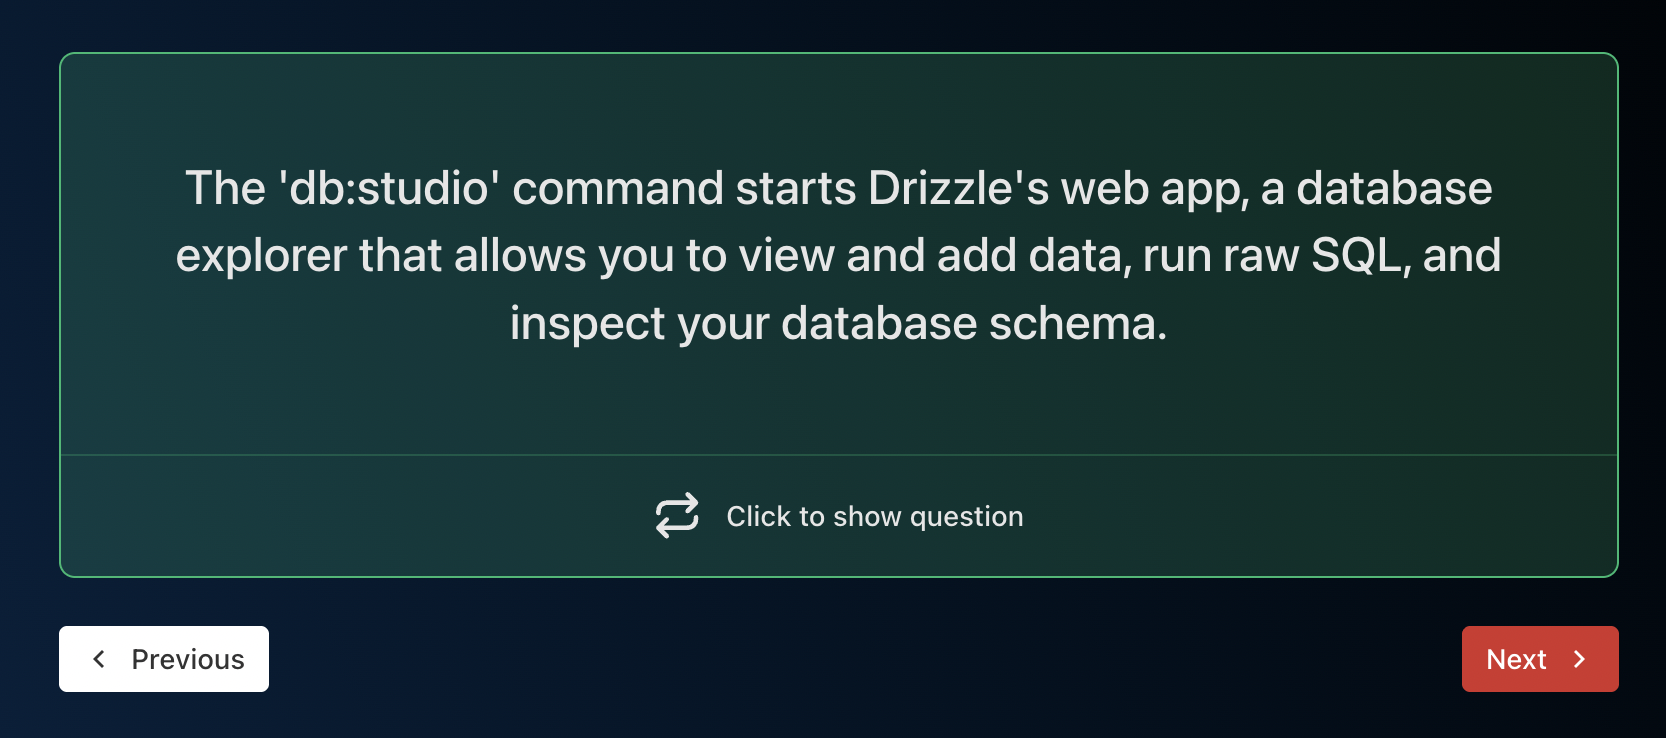 The 'db:studio' command starts Drizzle's web app, a database
explorer that allows you to view and add data, run raw SQL, and
inspect your database schema.
Click to show question
Previous
Next